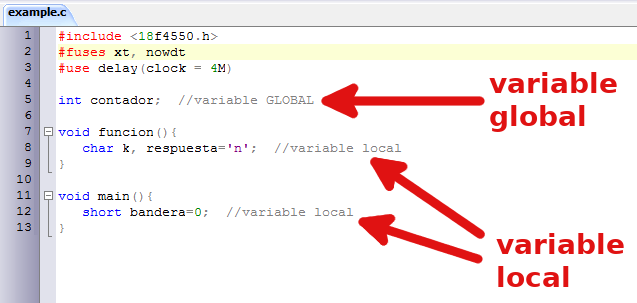 example.c
1 #include <18f4550.h>
2 #fuses xt, nowdt
3 #use delay(clock = 4M)
4
5 int contador;  //variable GLOBAL
6
7 void funcion(){
8 char k, respuesta='n';  //variable local
9 }
10
11 void main(){
12 short bandera=0;  //variable local
13 }
variable
global
variable
local